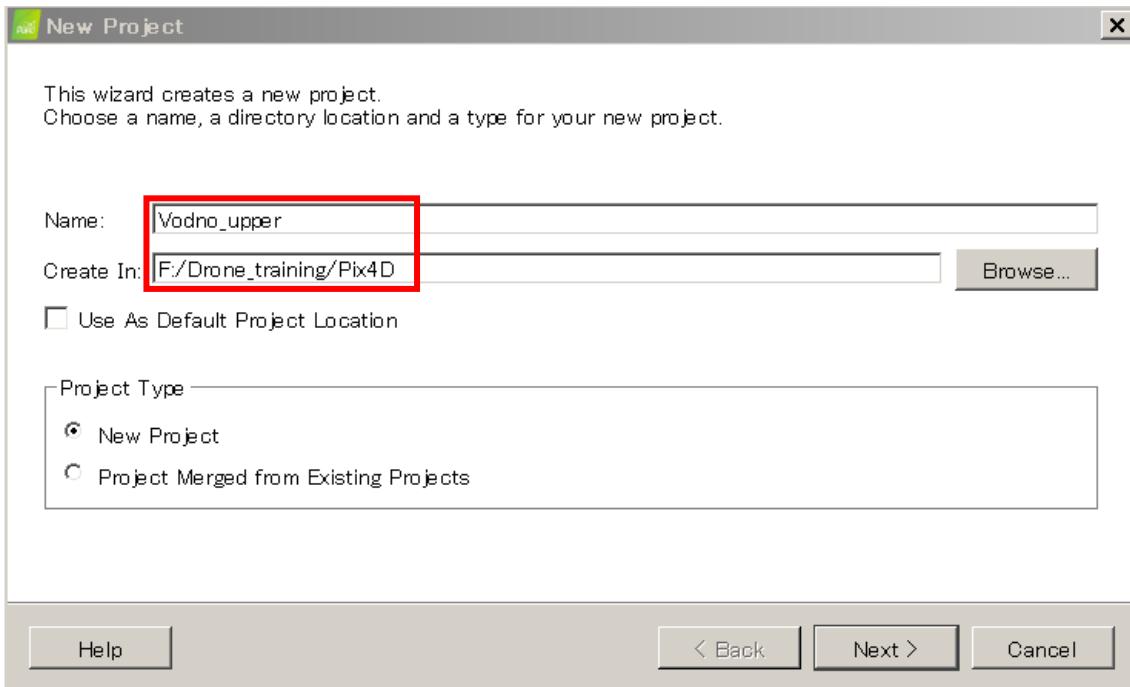 New Project
This wizard creates a new project.
Choose a name, a directory location and a type for your new project.
Name: Vodno_upper
Create In: F:/Drone_training/Pix4D Browse...
Use As Default Project Location
Project Type
New Project
Project Merged from Existing Projects
Help < Back Next > Cancel